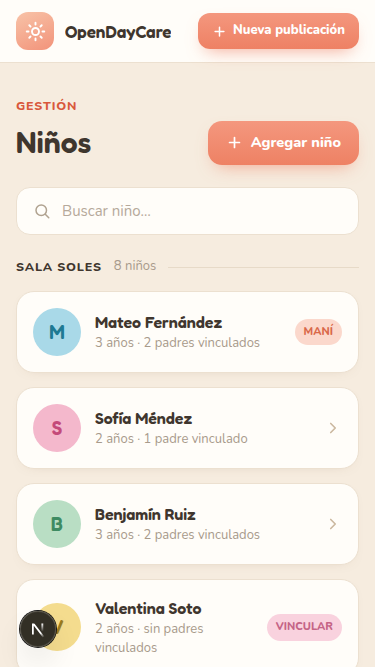 OpenDayCare
+ Nueva publicación
GESTIÓN
Niños
+ Agregar niño
Buscar niño...
SALA SOLES 8 niños
M
Mateo Fernández
3 años · 2 padres vinculados
MANÍ
S
Sofía Méndez
2 años · 1 padre vinculado
B
Benjamín Ruiz
3 años · 2 padres vinculados
N
Valentina Soto
2 años · sin padres
vinculados
VINCULAR